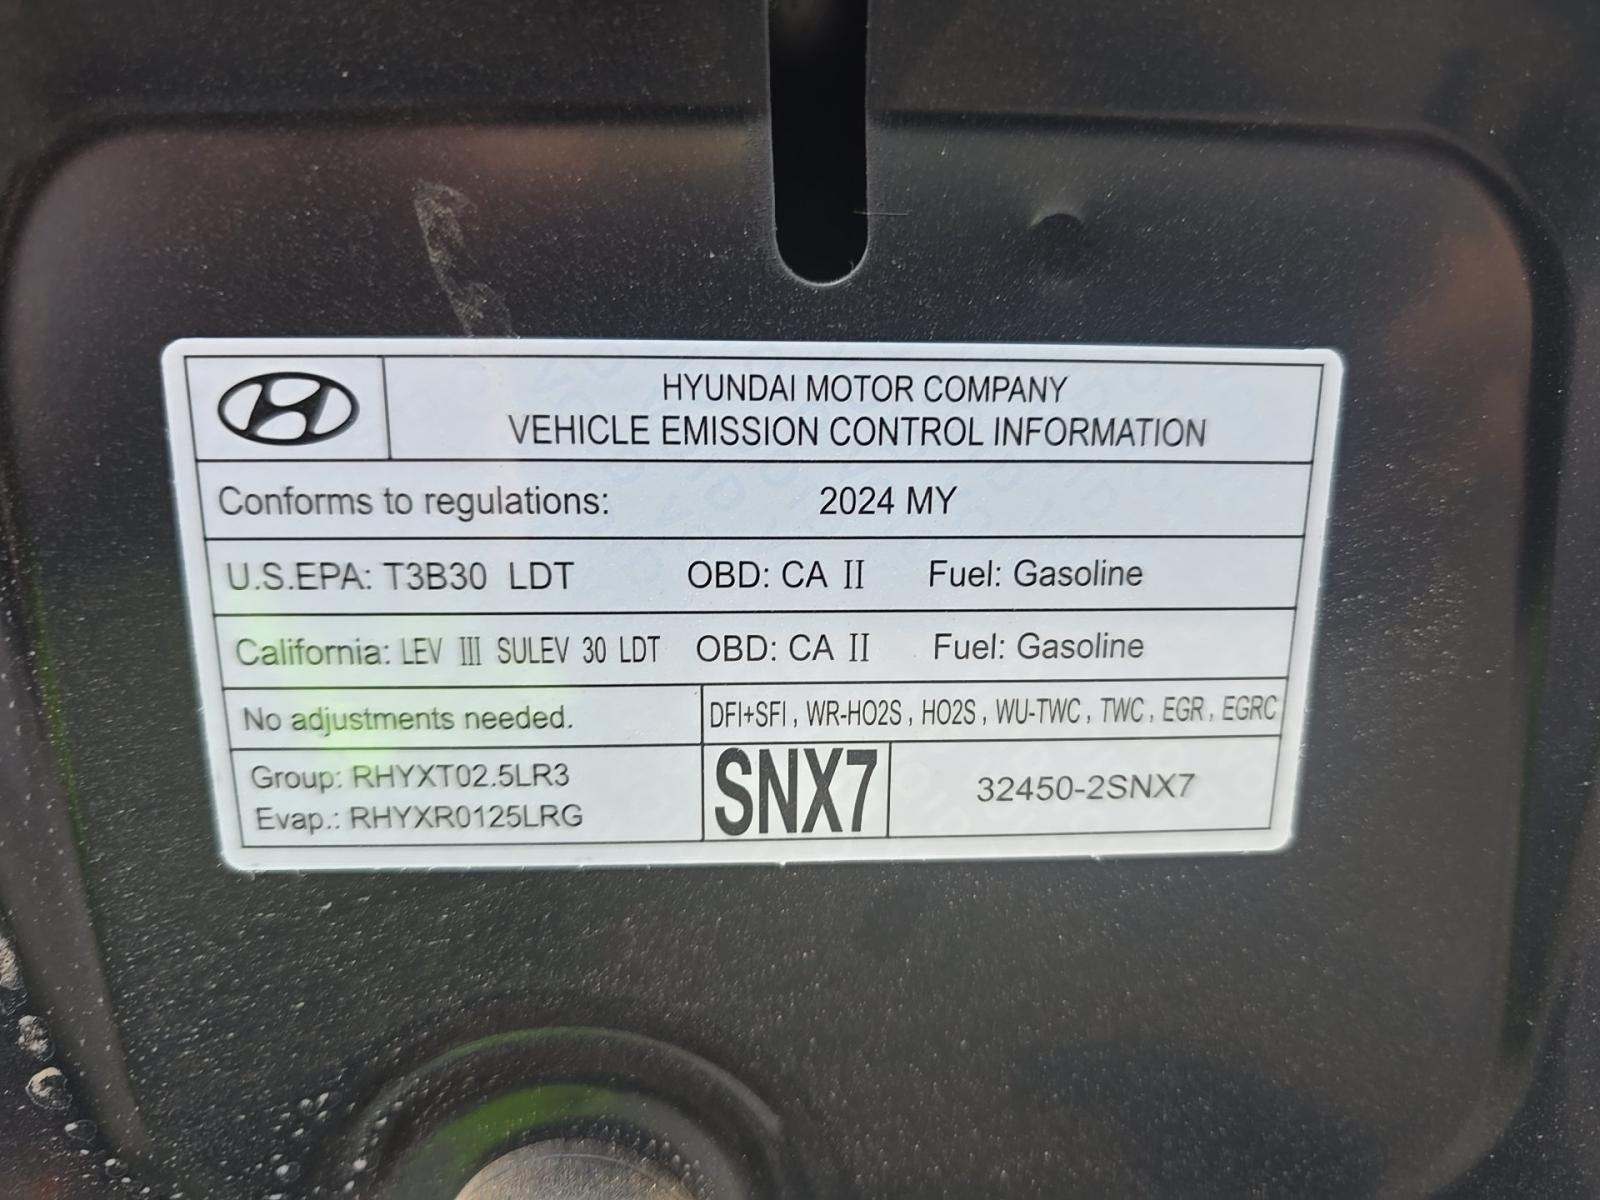 HYUNDAI MOTOR COMPANY
VEHICLE EMISSION CONTROL INFORMATION
Conforms to regulations: 2024 MY
U.S.EPA: T3B30 LDT OBD: CA II Fuel: Gasoline
California: LEV III SULEV 30 LDT OBD: CA II Fuel: Gasoline
No adjustments needed. DFI+SFI , WR-HO2S , HO2S , WU-TWC , TWC , EGR , EGRC
Group: RHYXT02.5LR3
Evap.: RHYXR0125LRG
SNX7
32450-2SNX7